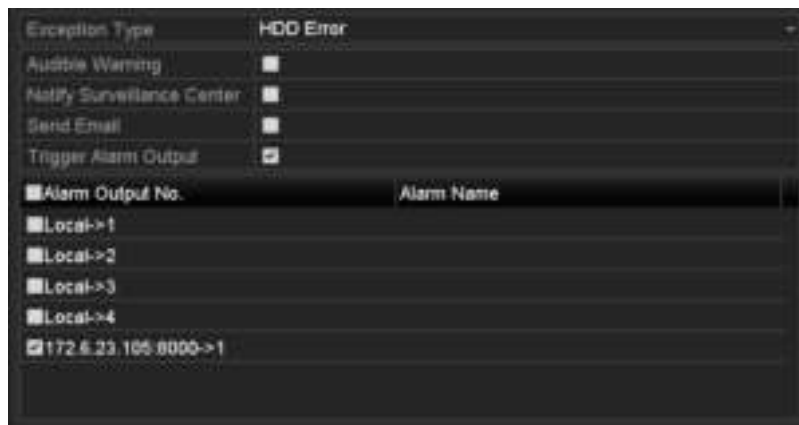 Exception Type HDD Error
Audible Warning
Notify Surveillance Center
Send Email
Trigger Alarm Output
Alarm Output No. Alarm Name
Local->1
Local->2
Local->3
Local->4
172.6.23.105:8000->1